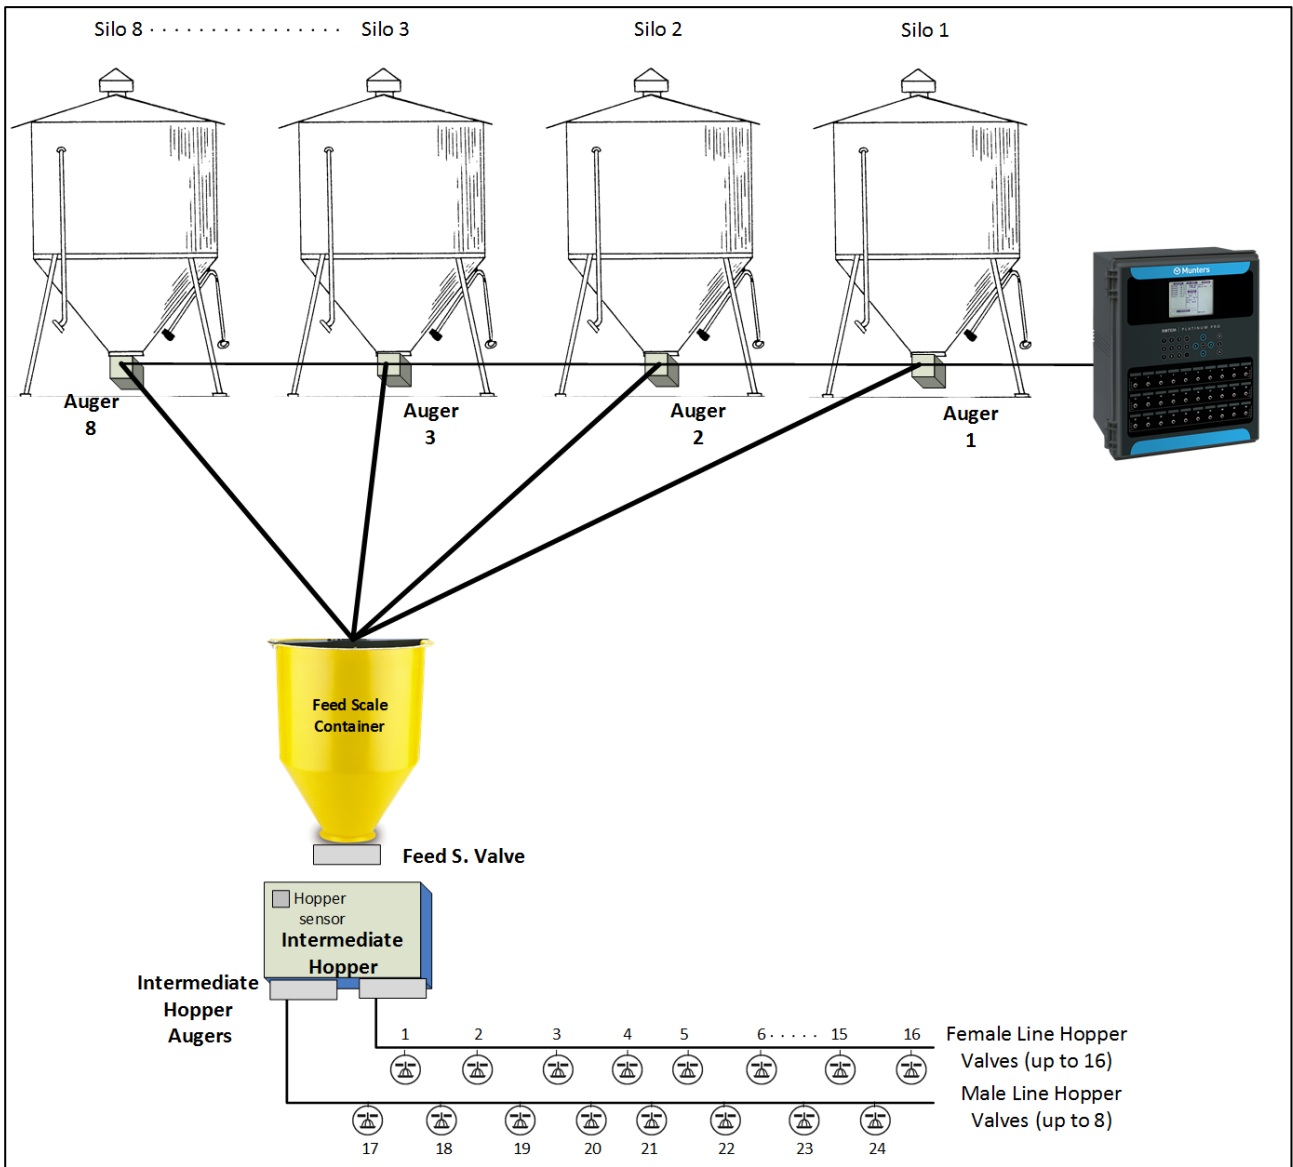 Silo 8 . . . . . . . . . . . . . . . . Silo 3
Silo 2
Silo 1
Munters
PLATINUM PRO
Auger
8
Auger
3
Auger
2
Auger
1
Feed Scale
Container
Feed S. Valve
Hopper
sensor
Intermediate
Hopper
Intermediate
Hopper
Augers
1 2 3 4 5 6 . . . . . 15 16
Female Line Hopper
Valves (up to 16)
Male Line Hopper
Valves (up to 8)
17 18 19 20 21 22 23 24